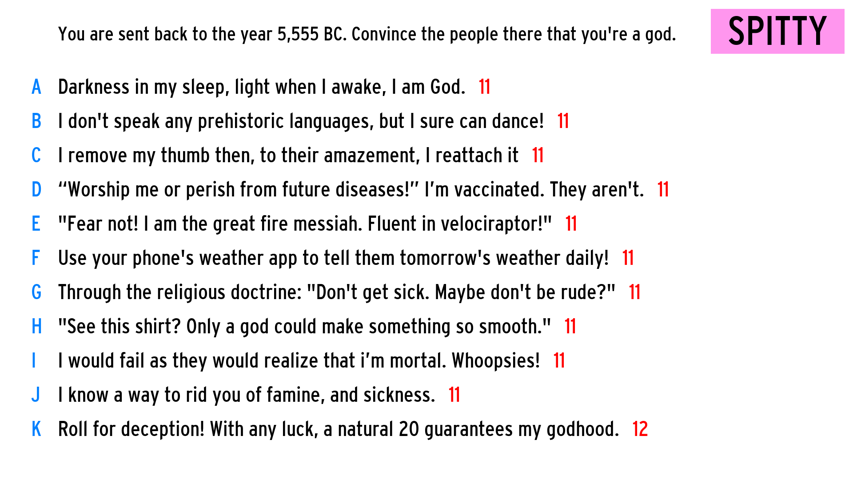 You are sent back to the year 5,555 BC. Convince the people there that you're a god.
SPITTY
A Darkness in my sleep, light when I awake, I am God. 11
B I don't speak any prehistoric languages, but I sure can dance! 11
C I remove my thumb then, to their amazement, I reattach it 11
D “Worship me or perish from future diseases!” I’m vaccinated. They aren't. 11
E "Fear not! I am the great fire messiah. Fluent in velociraptor!" 11
F Use your phone's weather app to tell them tomorrow's weather daily! 11
G Through the religious doctrine: "Don't get sick. Maybe don't be rude?" 11
H "See this shirt? Only a god could make something so smooth." 11
I I would fail as they would realize that i’m mortal. Whoopsies! 11
J I know a way to rid you of famine, and sickness. 11
K Roll for deception! With any luck, a natural 20 guarantees my godhood. 12